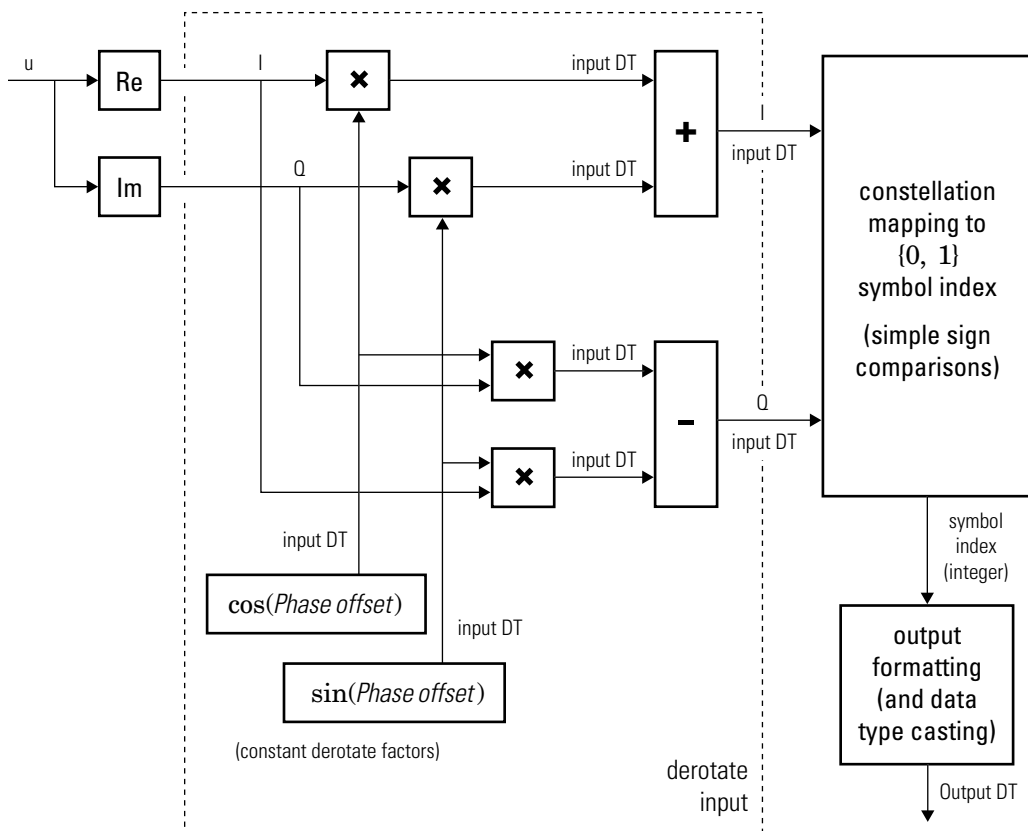 u
Re
I
×
input DT
+
I
input DT
Im
Q
×
input DT
constellation
mapping to
{0, 1}
symbol index
(simple sign
comparisons)
×
input DT
-
Q
input DT
×
input DT
input DT
cos(Phase offset)
input DT
sin(Phase offset)
(constant derotate factors)
derotate
input
symbol
index
(integer)
output
formatting
(and data
type casting)
Output DT